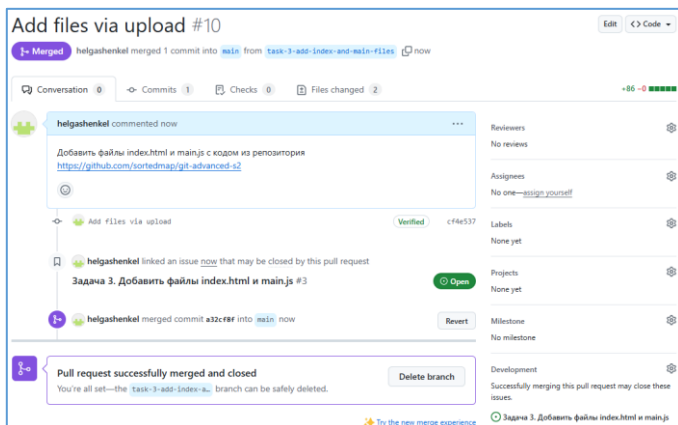 Add files via upload #10
Edit
<> Code
Merged
helgashenkel merged 1 commit into main from task-3-add-index-and-main-files now
Conversation 0
Commits 1
Checks 0
Files changed 2
+86 −0
helgashenkel commented now
Добавить файлы index.html и main.js с кодом из репозитория
https://github.com/sortedmap/git-advanced-s2
Add files via upload
Verified
cf4e537
helgashenkel linked an issue now that may be closed by this pull request
Задача 3. Добавить файлы index.html и main.js #3
Open
helgashenkel merged commit a32cf8f into main now
Revert
Pull request successfully merged and closed
You're all set—the task-3-add-index-a… branch can be safely deleted.
Delete branch
Try the new merge experience
Reviewers
No reviews
Assignees
No one—assign yourself
Labels
None yet
Projects
None yet
Milestone
No milestone
Development
Successfully merging this pull request may close these
issues.
Задача 3. Добавить файлы index.html и main.js